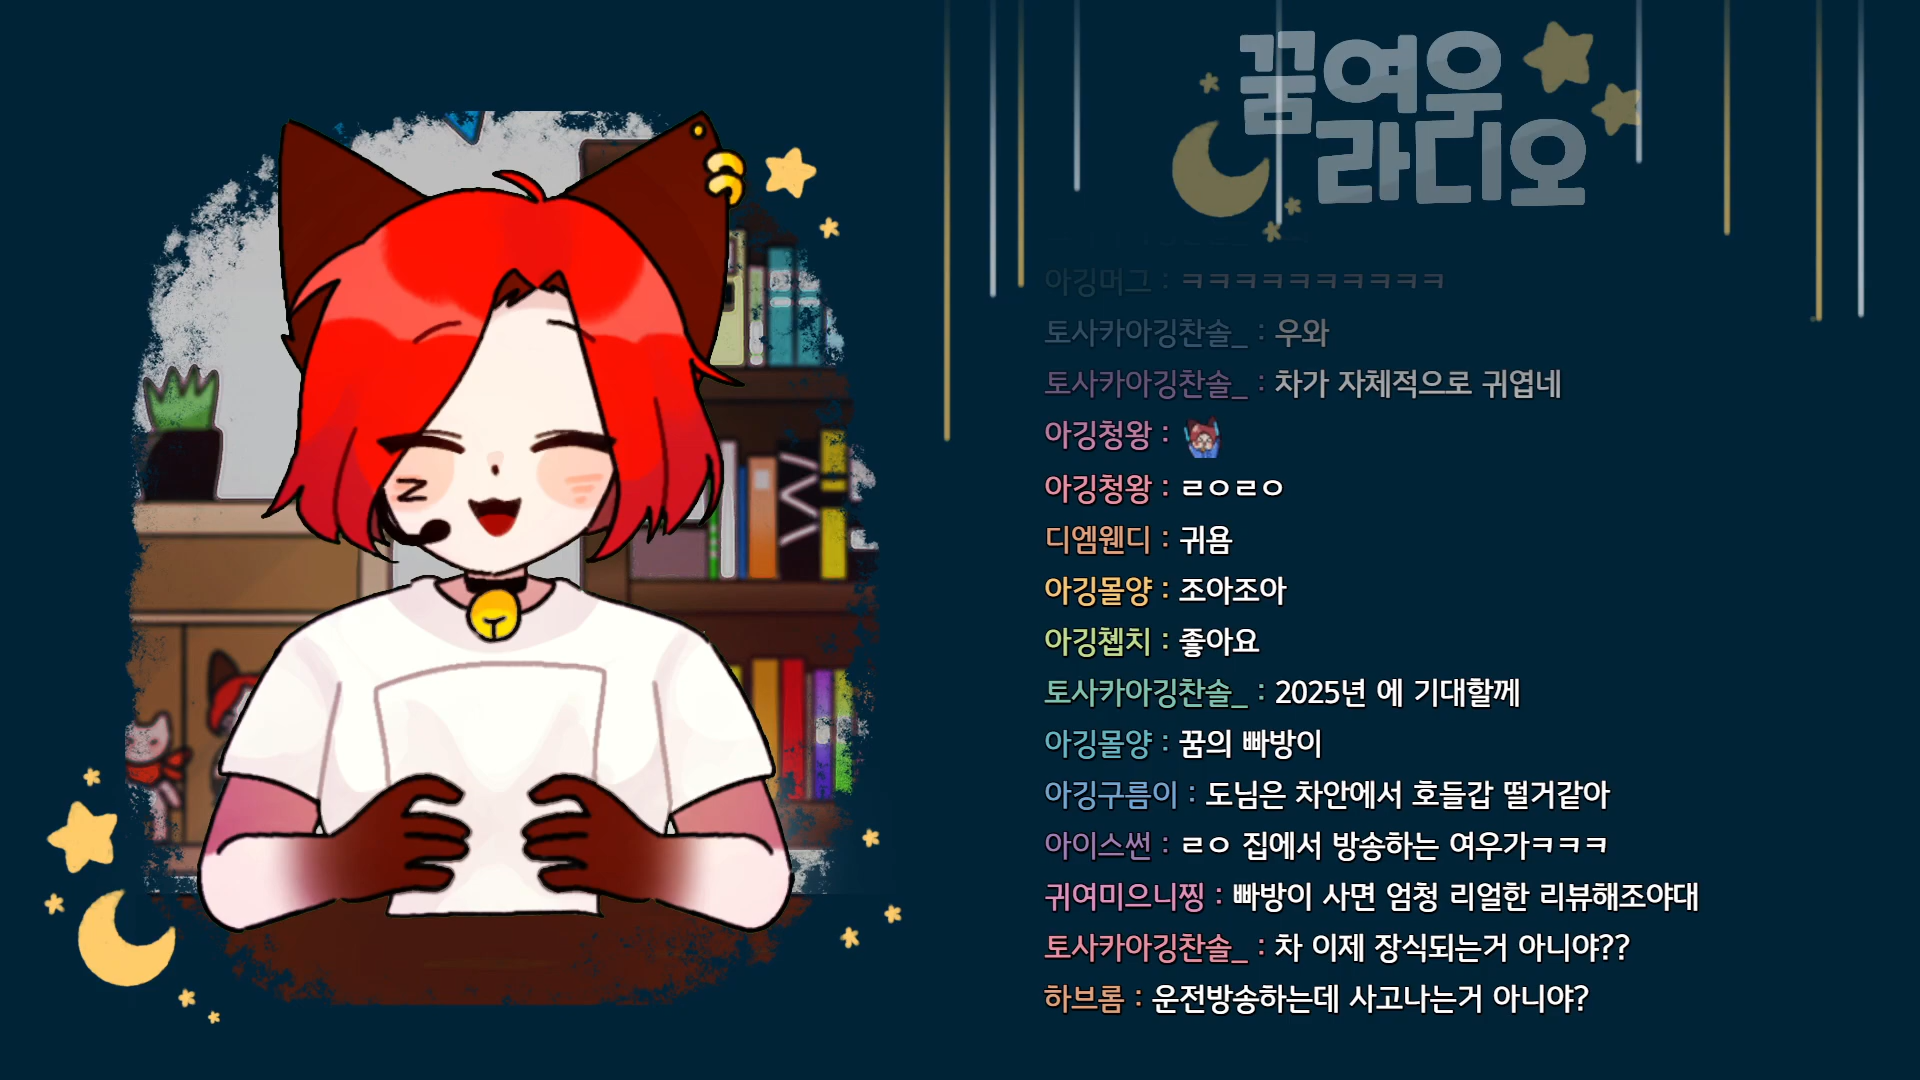 꿈여우
라디오
아깅머그 : ㅋㅋㅋㅋㅋㅋㅋㅋㅋㅋ
토사카아깅찬솔_ : 우와
토사카아깅찬솔_ : 차가 자체적으로 귀엽네
아깅청왕 :
아깅청왕 : ㄹㅇㄹㅇ
디엠웬디 : 귀욤
아깅몰양 : 조아조아
아깅쳅치 : 좋아요
토사카아깅찬솔_ : 2025년 에 기대할께
아깅몰양 : 꿈의 빠방이
아깅구름이 : 도님은 차안에서 호들갑 떨거같아
아이스썬 : ㄹㅇ 집에서 방송하는 여우가ㅋㅋㅋ
귀여미으니찡 : 빠방이 사면 엄청 리얼한 리뷰해조야대
토사카아깅찬솔_ : 차 이제 장식되는거 아니야??
하브롬 : 운전방송하는데 사고나는거 아니야?